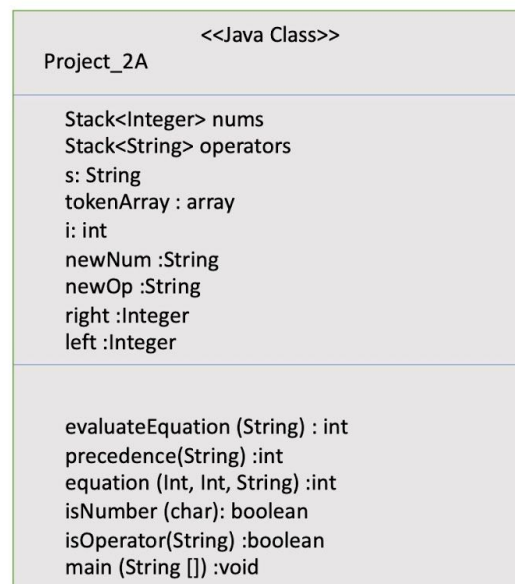 <<Java Class>>
Project_2A
Stack<Integer> nums
Stack<String> operators
s: String
tokenArray : array
i: int
newNum :String
newOp :String
right :Integer
left :Integer
evaluateEquation (String) : int
precedence(String) :int
equation (Int, Int, String) :int
isNumber (char): boolean
isOperator(String) :boolean
main (String []) :void